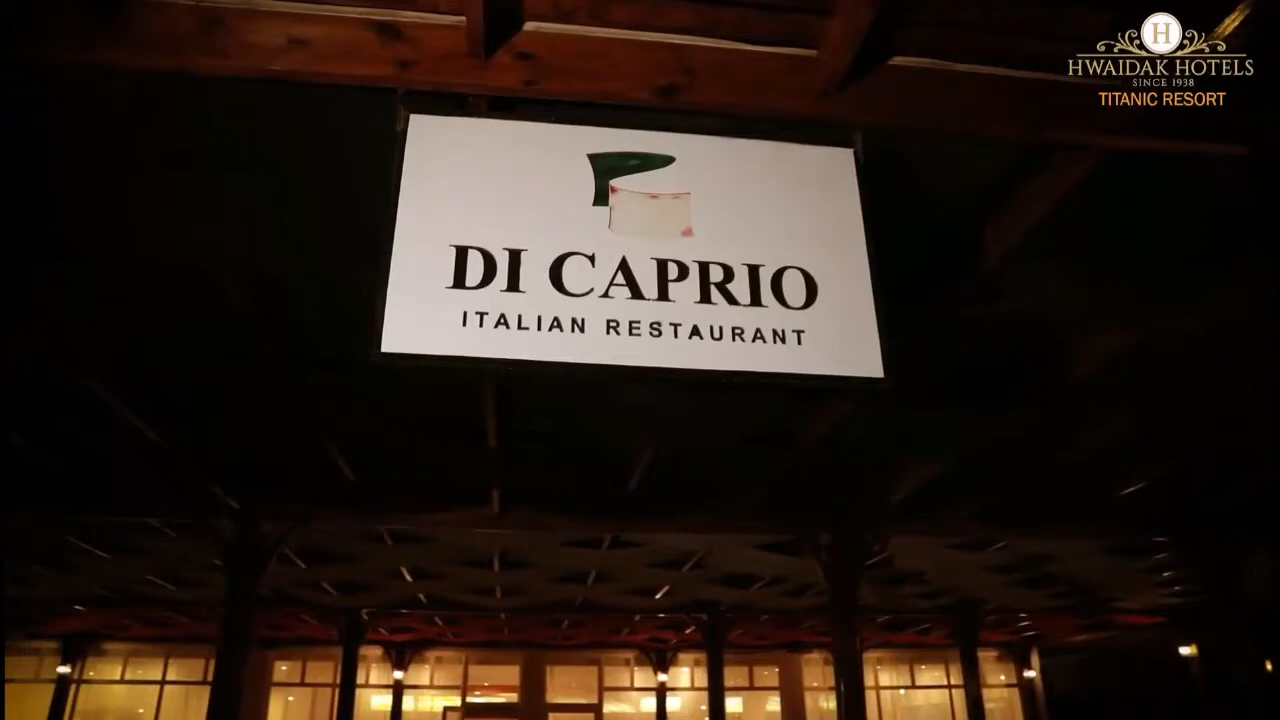 H
HWAIDAK HOTELS
SINCE 1938
TITANIC RESORT
DI CAPRIO
ITALIAN RESTAURANT